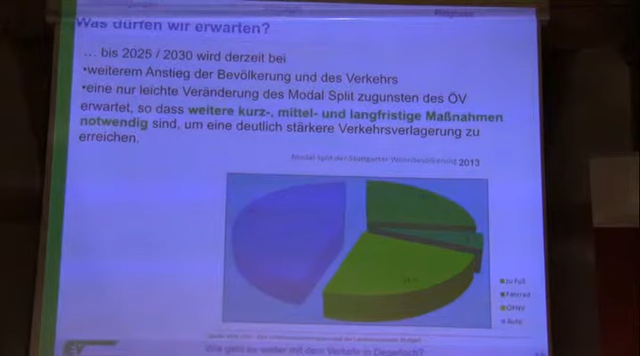 Was dürfen wir erwarten?
... bis 2025 / 2030 wird derzeit bei
•weiterem Anstieg der Bevölkerung und des Verkehrs
•eine nur leichte Veränderung des Modal Split zugunsten des ÖV
erwartet, so dass weitere kurz-, mittel- und langfristige Maßnahmen
notwendig sind, um eine deutlich stärkere Verkehrsverlagerung zu
erreichen.
Modal Split der Stuttgarter Wohnbevölkerung 2013
zu Fuß
Fahrrad
ÖPNV
Auto
Wie geht es weiter mit dem Verkehr in Degerloch?